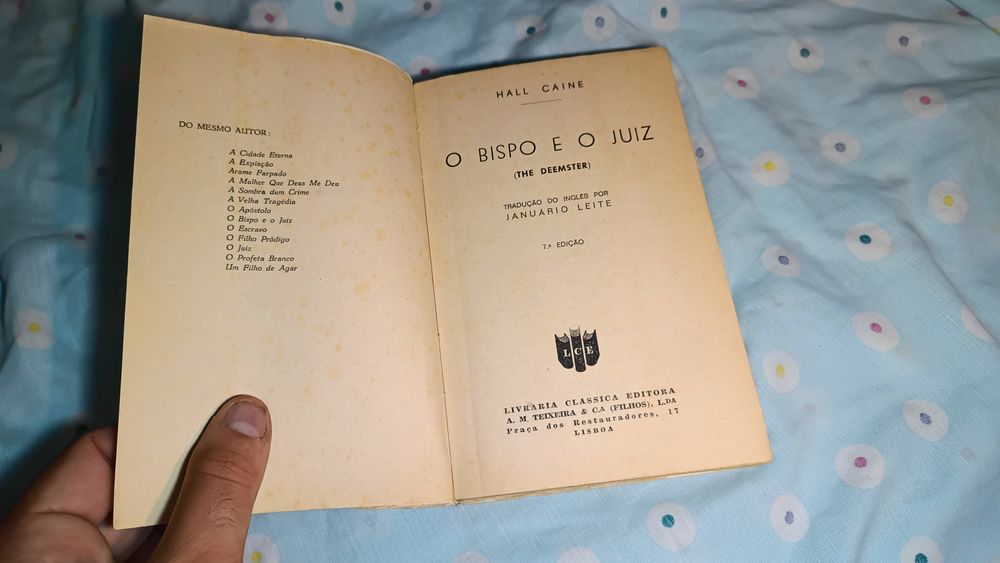 DO MESMO AUTOR:
A Cidade Eterna
A Expiação
Arame Farpado
A Mulher Que Deus Me Deu
A Sombra dum Crime
A Velha Tragédia
O Apóstolo
O Bispo e o Juiz
O Escravo
O Filho Pródigo
O Juiz
O Profeta Branco
Um Filho de Agar
HALL CAINE
O BISPO E O JUIZ
(THE DEEMSTER)
TRADUÇÃO DO INGLÊS POR
JANUÁRIO LEITE
7.ª EDIÇÃO
LCE
LIVRARIA CLÁSSICA EDITORA
A. M. TEIXEIRA & C.ª (FILHOS), L.DA
Praça dos Restauradores, 17
LISBOA